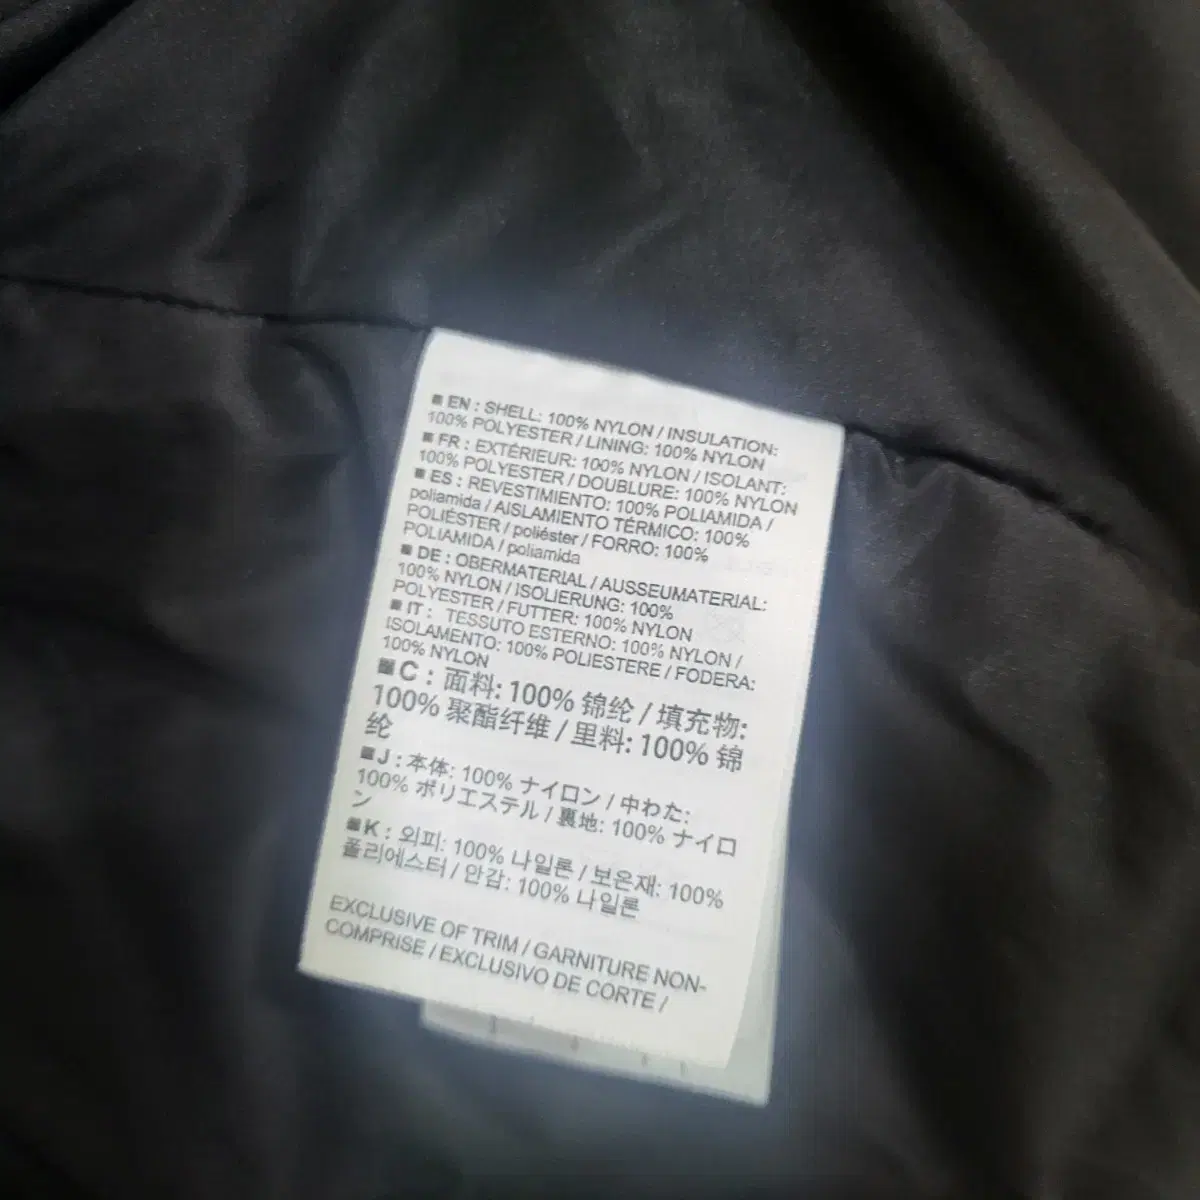 ■ EN : SHELL: 100% NYLON / INSULATION:
100% POLYESTER / LINING: 100% NYLON
■ FR : EXTÉRIEUR: 100% NYLON / ISOLANT:
100% POLYESTER / DOUBLURE: 100% NYLON
■ ES : REVESTIMIENTO: 100% POLIAMIDA /
poliamida / AISLAMIENTO TÉRMICO: 100%
POLIÉSTER / poliéster / FORRO: 100%
POLIAMIDA / poliamida
■ DE : OBERMATERIAL / AUSSEUMATERIAL:
100% NYLON / ISOLIERUNG: 100%
POLYESTER / FUTTER: 100% NYLON
■ IT : TESSUTO ESTERNO: 100% NYLON /
ISOLAMENTO: 100% POLIESTERE / FODERA:
100% NYLON
■ C : 面料: 100% 锦纶 / 填充物:
100% 聚酯纤维 / 里料: 100% 锦
纶
■ J : 本体: 100% ナイロン / 中わた:
100% ポリエステル / 裏地: 100% ナイロ
ン
■ K : 외피: 100% 나일론 / 보온재: 100%
폴리에스터 / 안감: 100% 나일론
EXCLUSIVE OF TRIM / GARNITURE NON-
COMPRISE / EXCLUSIVO DE CORTE /